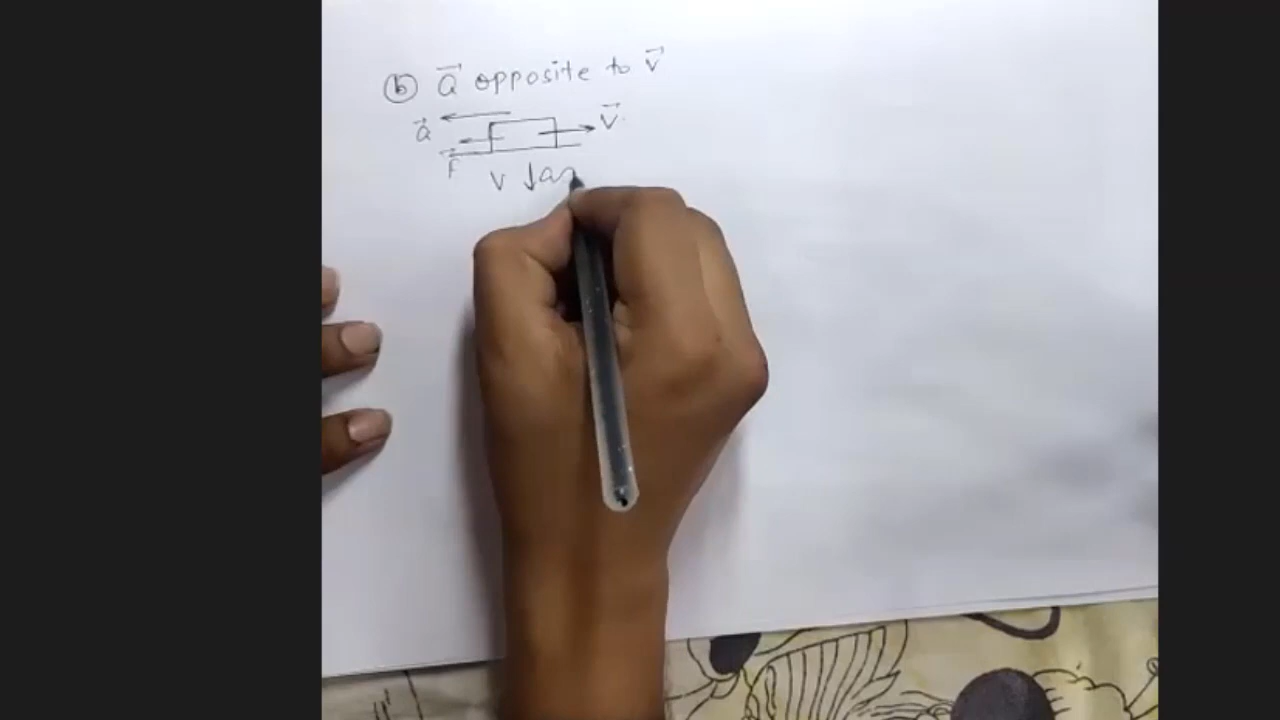 (b) a⃗ opposite to v⃗
a⃗ v⃗
F⃗ v ↓